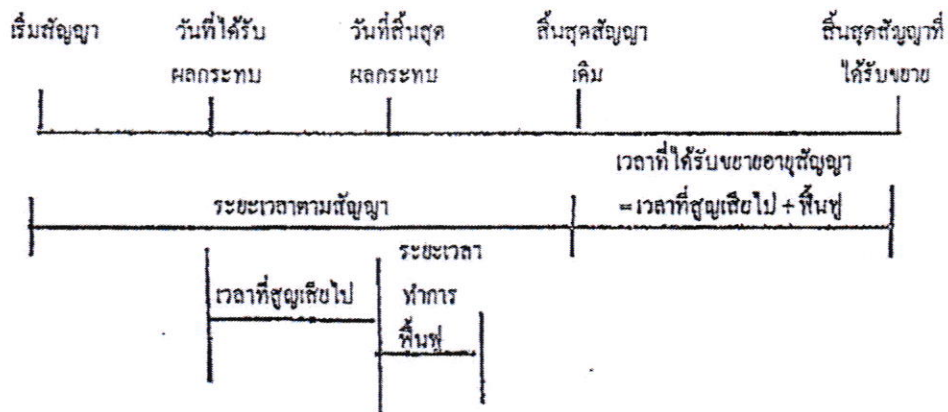 เริ่มสัญญา วันที่ได้รับ วันที่สิ้นสุด สิ้นสุดสัญญา สิ้นสุดสัญญาที่
ผลกระทบ ผลกระทบ เดิม ได้รับขยาย
เวลาที่ได้รับขยายอายุสัญญา
ระยะเวลาตามสัญญา =เวลาที่สูญเสียไป + ฟื้นฟู
ระยะเวลา
เวลาที่สูญเสียไป ทำการ
ฟื้นฟู